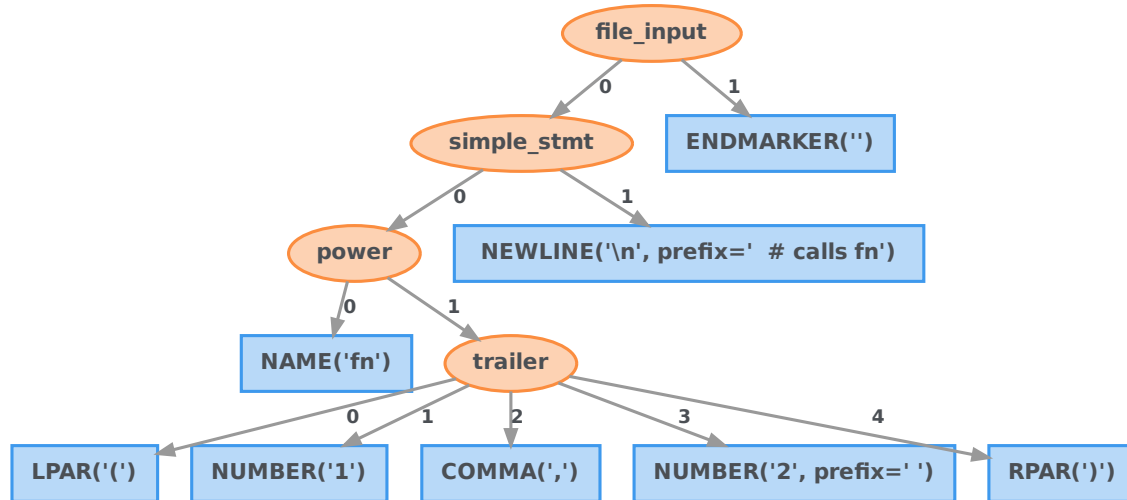 file_input
0
1
simple_stmt
ENDMARKER('')
0
1
power
NEWLINE('\n', prefix='  # calls fn')
0
1
NAME('fn')
trailer
0
1
2
3
4
LPAR('(')
NUMBER('1')
COMMA(',')
NUMBER('2', prefix=' ')
RPAR(')')